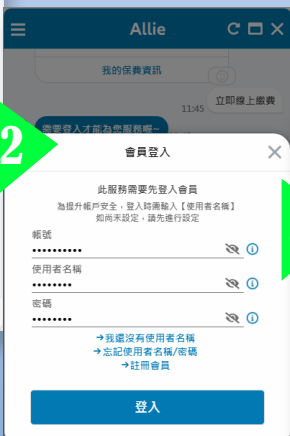 Allie
我的保費資訊
11:45
立即線上繳費
需要登入才能為您服務喔~
2
會員登入
此服務需要先登入會員
為提升帳戶安全,登入時需輸入【使用者名稱】
如尚未設定,請先進行設定
帳號
••••••••••
使用者名稱
••••••••
密碼
••••••••
→我還沒有使用者名稱
→忘記使用者名稱/密碼
→註冊會員
登入